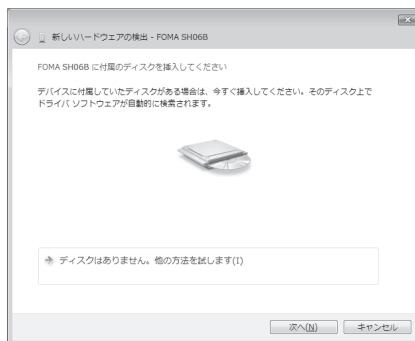 新しいハードウェアの検出 - FOMA SH06B
FOMA SH06B に付属のディスクを挿入してください
デバイスに付属していたディスクがある場合は、今すぐ挿入してください。そのディスク上で
ドライバ ソフトウェアが自動的に検索されます。
ディスクはありません。他の方法を試します(I)
次へ(N)
キャンセル